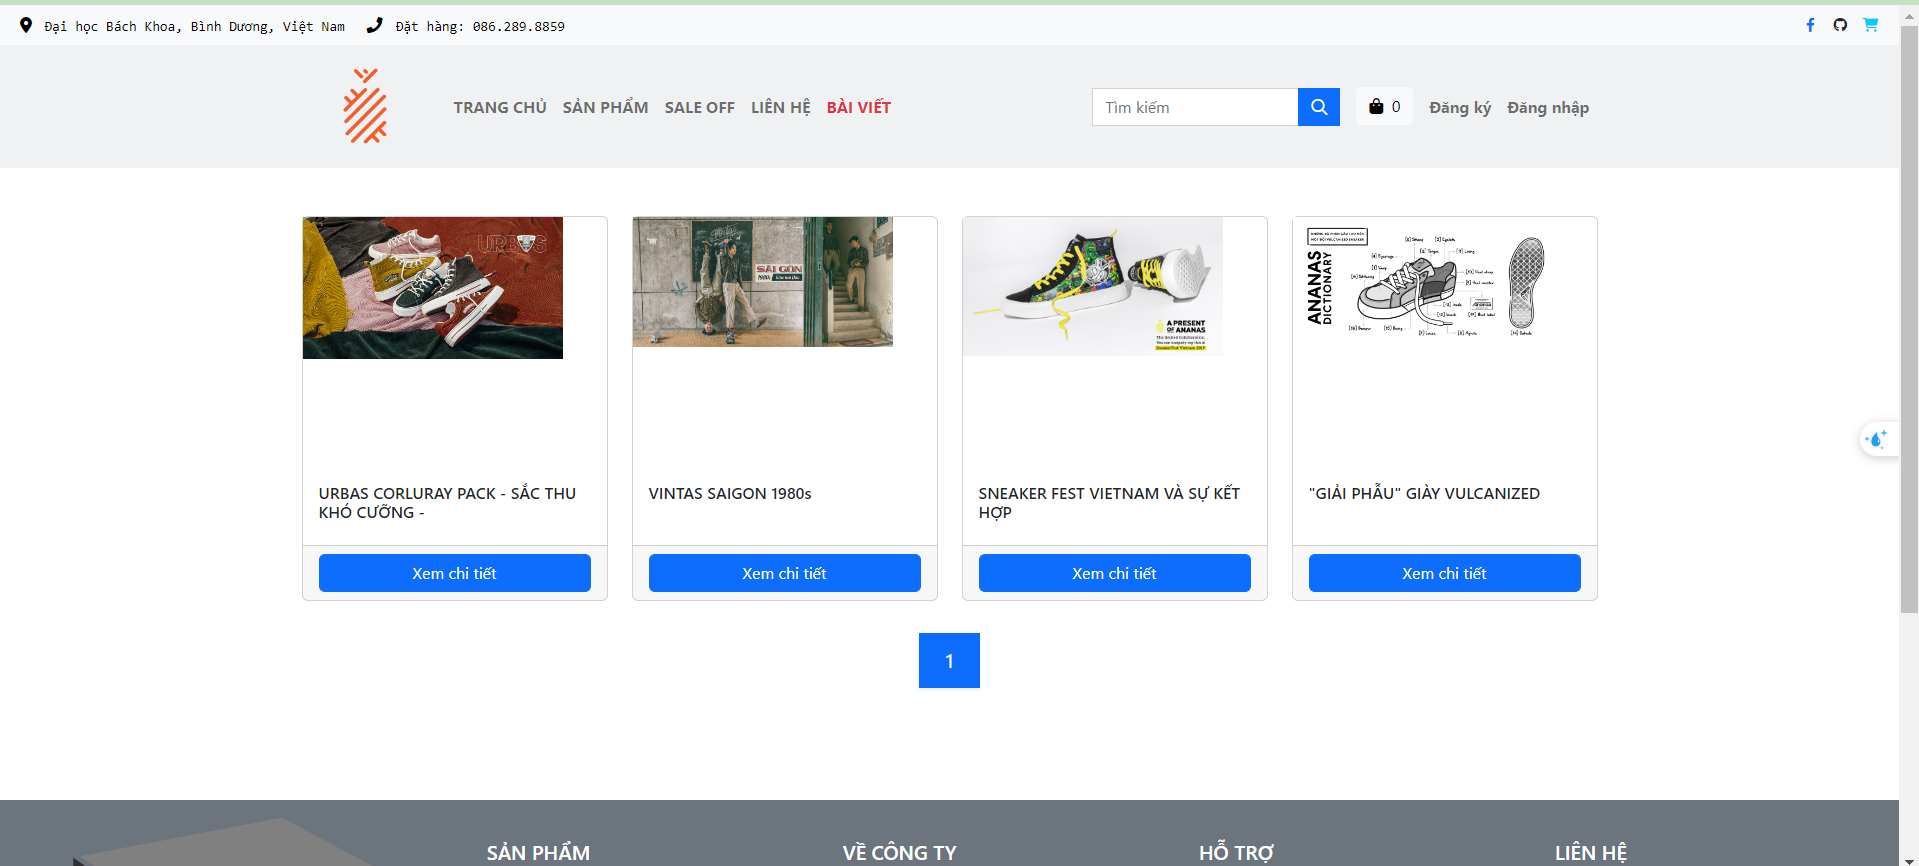 Đại học Bách Khoa, Bình Dương, Việt Nam
Đặt hàng: 086.289.8859
TRANG CHỦ
SẢN PHẨM
SALE OFF
LIÊN HỆ
BÀI VIẾT
Tìm kiếm
0
Đăng ký
Đăng nhập
URBAS
SÀI GÒN
1980s
A PRESENT
OF ANANAS
ANANAS
DICTIONARY
URBAS CORLURAY PACK - SẮC THU
KHÓ CƯỠNG -
VINTAS SAIGON 1980s
SNEAKER FEST VIETNAM VÀ SỰ KẾT
HỢP
"GIẢI PHẪU" GIÀY VULCANIZED
Xem chi tiết
Xem chi tiết
Xem chi tiết
Xem chi tiết
1
SẢN PHẨM
VỀ CÔNG TY
HỖ TRỢ
LIÊN HỆ